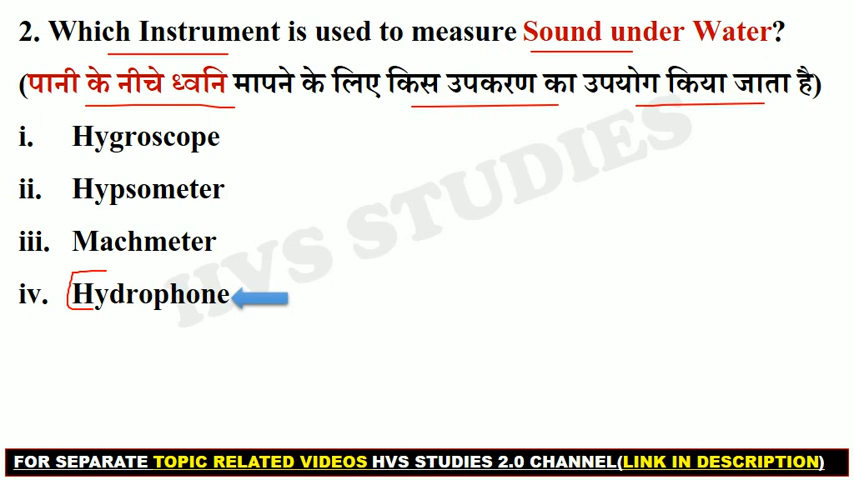 2. Which Instrument is used to measure Sound under Water?
(पानी के नीचे ध्वनि मापने के लिए किस उपकरण का उपयोग किया जाता है)
i. Hygroscope
ii. Hypsometer
iii. Machmeter
iv. Hydrophone
HVS STUDIES
FOR SEPARATE TOPIC RELATED VIDEOS HVS STUDIES 2.0 CHANNEL(LINK IN DESCRIPTION)